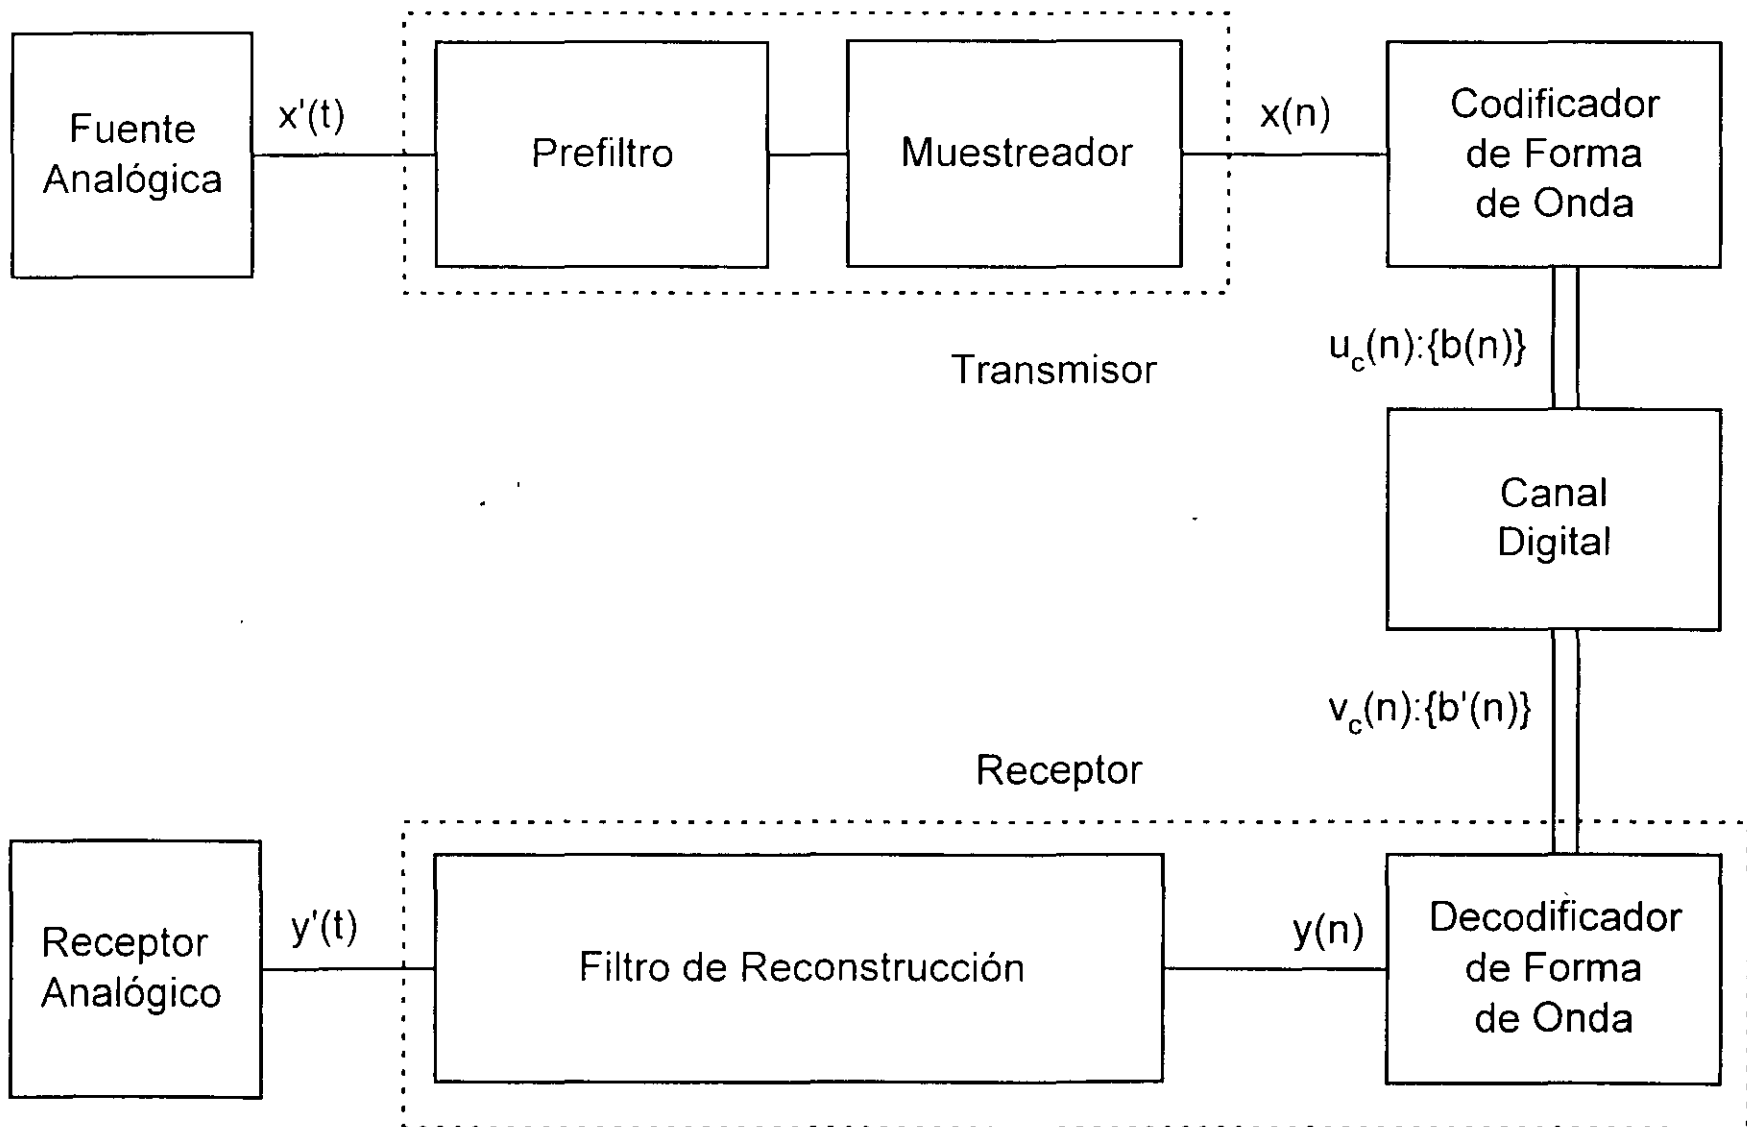 Fuente
Analógica
x'(t)
Prefiltro
Muestreador
x(n)
Codificador
de Forma
de Onda
Transmisor
u_c(n):{b(n)}
Canal
Digital
v_c(n):{b'(n)}
Receptor
Receptor
Analógico
y'(t)
Filtro de Reconstrucción
y(n)
Decodificador
de Forma
de Onda